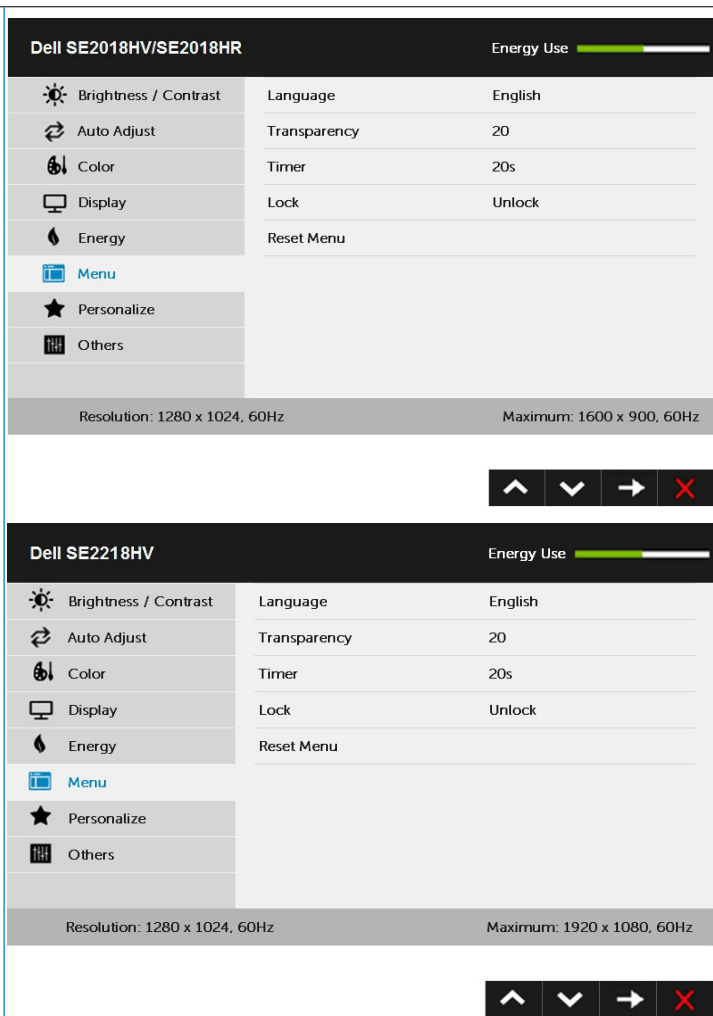 Dell SE2018HV/SE2018HR Energy Use
Brightness / Contrast Language English
Auto Adjust Transparency 20
Color Timer 20s
Display Lock Unlock
Energy Reset Menu
Menu
Personalize
Others
Resolution: 1280 x 1024, 60Hz Maximum: 1600 x 900, 60Hz
Dell SE2218HV Energy Use
Brightness / Contrast Language English
Auto Adjust Transparency 20
Color Timer 20s
Display Lock Unlock
Energy Reset Menu
Menu
Personalize
Others
Resolution: 1280 x 1024, 60Hz Maximum: 1920 x 1080, 60Hz